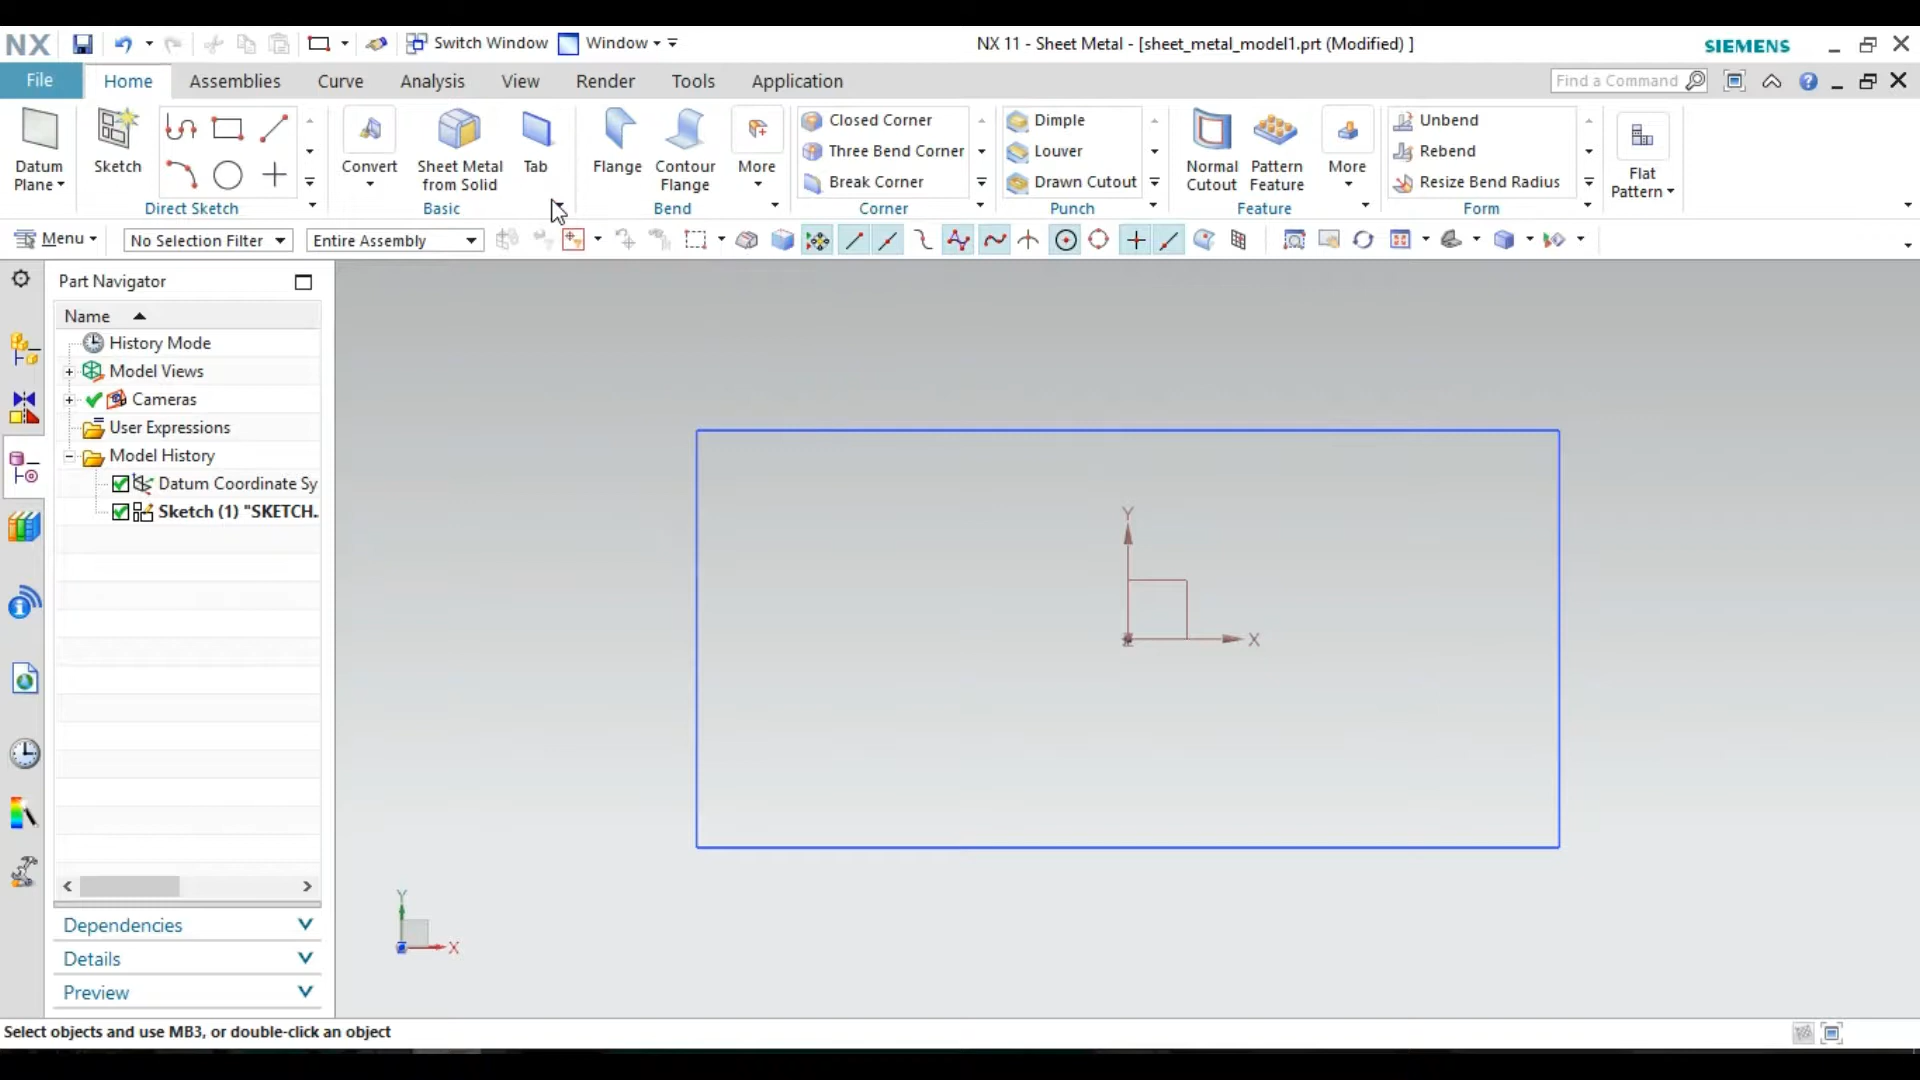 NX Switch Window Window NX 11 - Sheet Metal - [sheet_metal_model1.prt (Modified) ] SIEMENS
File Home Assemblies Curve Analysis View Render Tools Application Find a Command
Datum Plane
Sketch
Direct Sketch
Convert
Sheet Metal from Solid
Tab
Basic
Flange
Contour Flange
More
Bend
Closed Corner
Three Bend Corner
Break Corner
Corner
Dimple
Louver
Drawn Cutout
Punch
Normal Cutout
Pattern Feature
More
Feature
Unbend
Rebend
Resize Bend Radius
Form
Flat Pattern
Menu No Selection Filter Entire Assembly
Part Navigator
Name
History Mode
Model Views
Cameras
User Expressions
Model History
Datum Coordinate Sy
Sketch (1) "SKETCH.
Dependencies
Details
Preview
Y
X
Y
X
Select objects and use MB3, or double-click an object